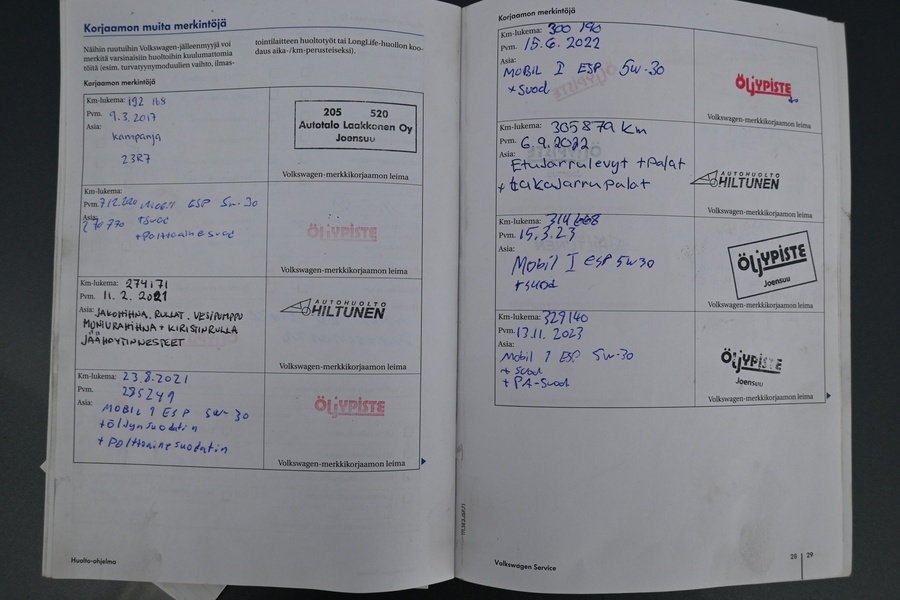 Korjaamon muita merkintöjä
Näihin ruutuihin Volkswagen-jälleenmyyjä voi
merkitä varsinaisiin huoltoihin kuulumattomia
töitä (esim. turvatyynymoduulien vaihto, ilmas-
tointilaitteen huoltotyöt tai LongLife-huollon koo-
daus aika-/km-perusteiseksi).
Korjaamon merkintöjä
Km-lukema: 192 168
Pvm. 9.3.2017
Asia:
kampanja
23R7
205 520
Autotalo Laakkonen Oy
Joensuu
Volkswagen-merkkikorjaamon leima
Km-lukema:
Pvm. 7.12.2020 Mobil ESP 5w-30
Asia: +suod
270 770
+Polttoainesuod
ÖLJYPISTE
Volkswagen-merkkikorjaamon leima
Km-lukema: 274171
Pvm. 11.2.2021
Asia: JAKOHIHNA, RULLAT, VESIPUMPPU
MONIURAHIHNA + KIRISTINRULLA
JÄÄHDYTINNESTEET
AUTOHUOLTO
HILTUNEN
Volkswagen-merkkikorjaamon leima
Km-lukema: 23.8.2021
Pvm. 285249
Asia:
MOBIL 1 ESP 5W-30
+öljynsuodatin
+Polttoainesuodatin
ÖLJYPISTE
Volkswagen-merkkikorjaamon leima
Huolto-ohjelma
Korjaamon merkintöjä
Km-lukema: 300 190
Pvm. 15.6.2022
Asia:
MOBIL 1 ESP 5W-30
+suod
ÖLJYPISTE
Volkswagen-merkkikorjaamon leima
Km-lukema: 305879 km
Pvm. 6.9.2022
Asia:
Etujarrulevyt +palat
+takajarrupalat
AUTOHUOLTO
HILTUNEN
Volkswagen-merkkikorjaamon leima
Km-lukema: 314668
Pvm. 15.3.23
Asia:
Mobil 1 ESP 5w30
+suod
ÖLJYPISTE
Joensuu
Volkswagen-merkkikorjaamon leima
Km-lukema: 329140
Pvm. 13.11.2023
Asia:
Mobil 1 ESP 5w-30
+suod
+PA-Suod
ÖLJYPISTE
Joensuu
Volkswagen-merkkikorjaamon leima
Volkswagen Service
28 29